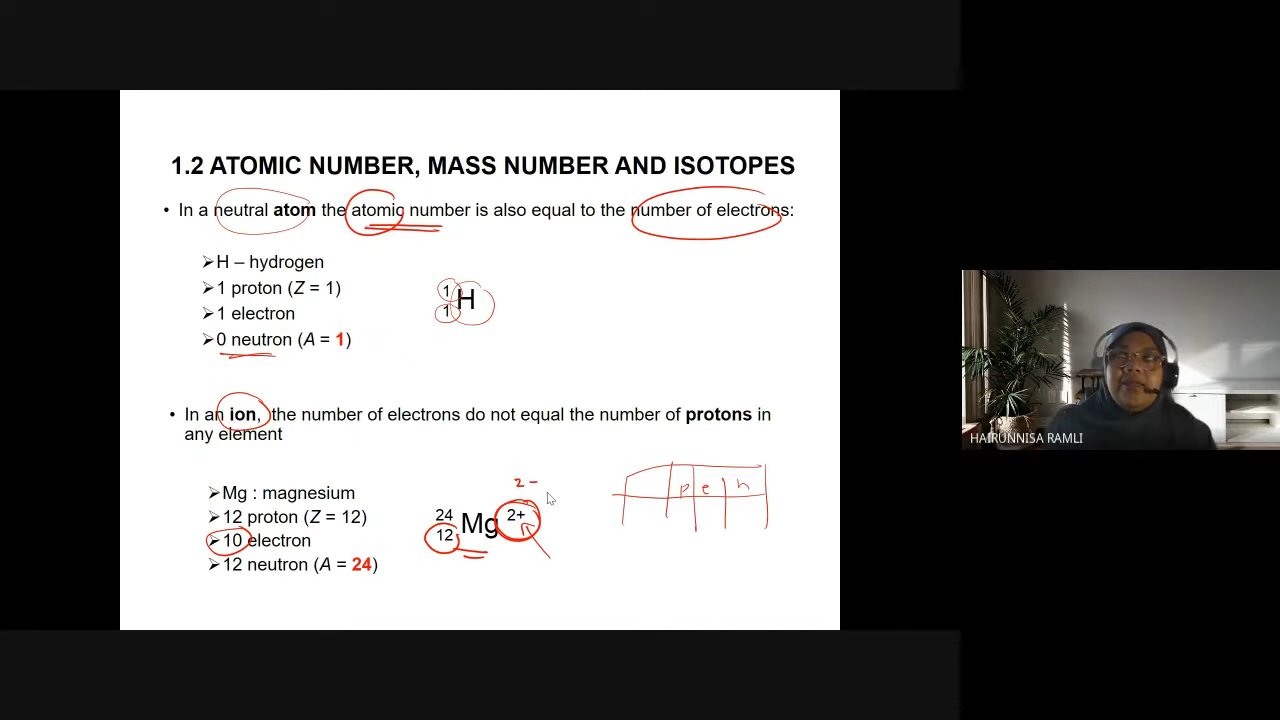 1.2 ATOMIC NUMBER, MASS NUMBER AND ISOTOPES
• In a neutral atom the atomic number is also equal to the number of electrons:
➢H – hydrogen
➢1 proton (Z = 1)
➢1 electron
➢0 neutron (A = 1)
1
1 H
• In an ion, the number of electrons do not equal the number of protons in
any element
➢Mg : magnesium
➢12 proton (Z = 12)
➢10 electron
➢12 neutron (A = 24)
2 -
24 Mg 2+
12
p e n
HAIRUNNISA RAMLI